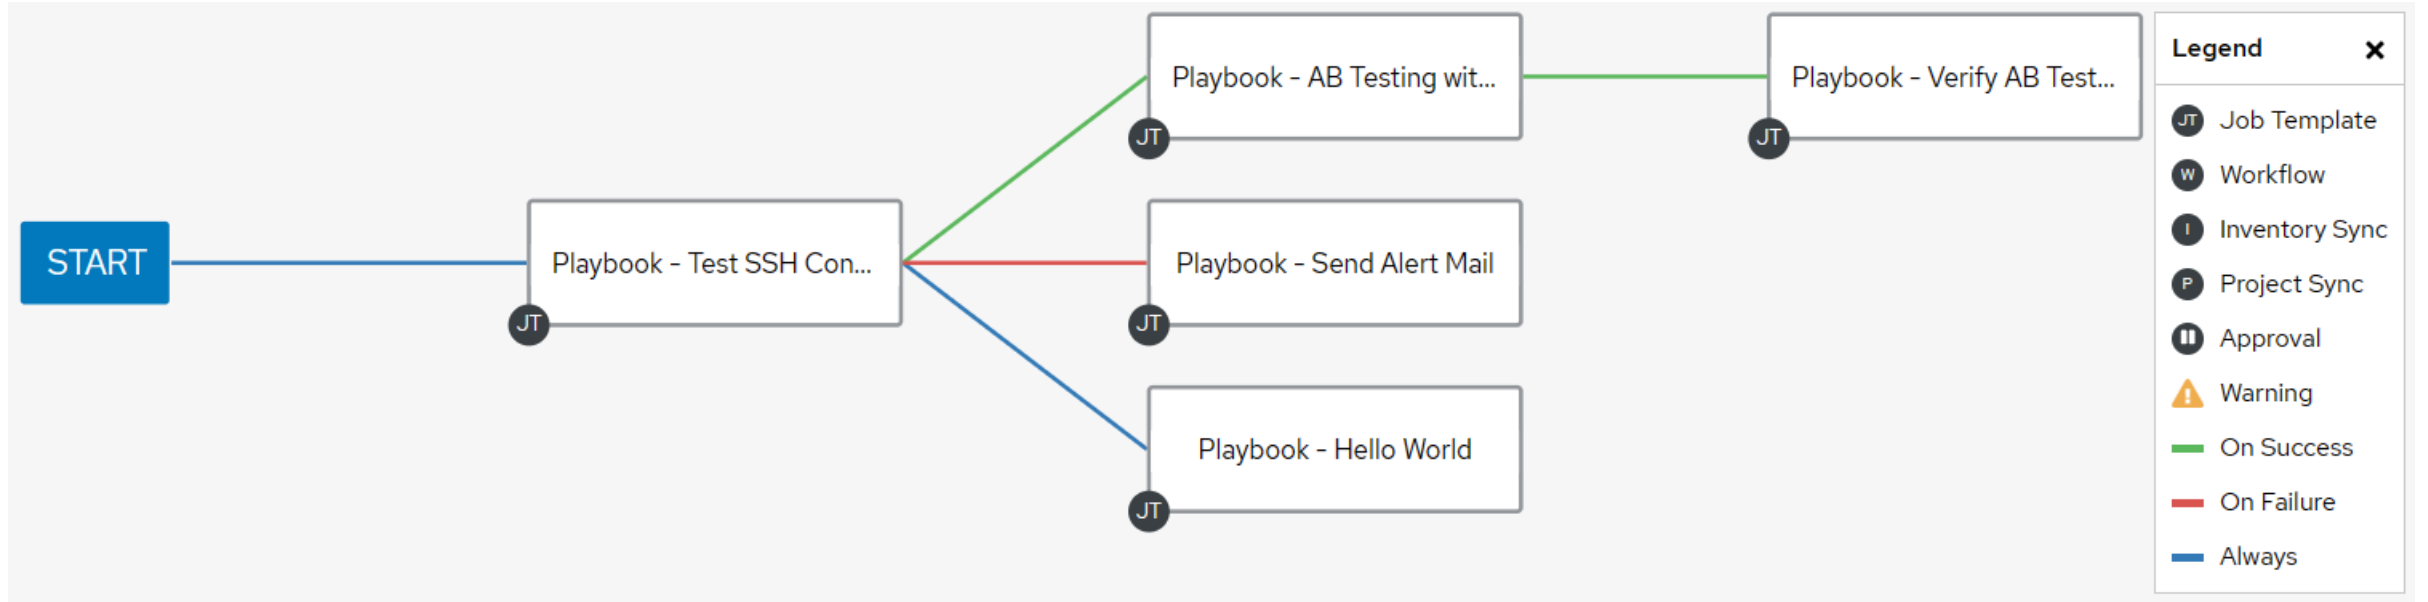 START
Playbook - Test SSH Con...
JT
Playbook - AB Testing wit...
JT
Playbook - Verify AB Test...
JT
Playbook - Send Alert Mail
JT
Playbook - Hello World
JT
Legend
JT Job Template
W Workflow
I Inventory Sync
P Project Sync
Approval
Warning
On Success
On Failure
Always